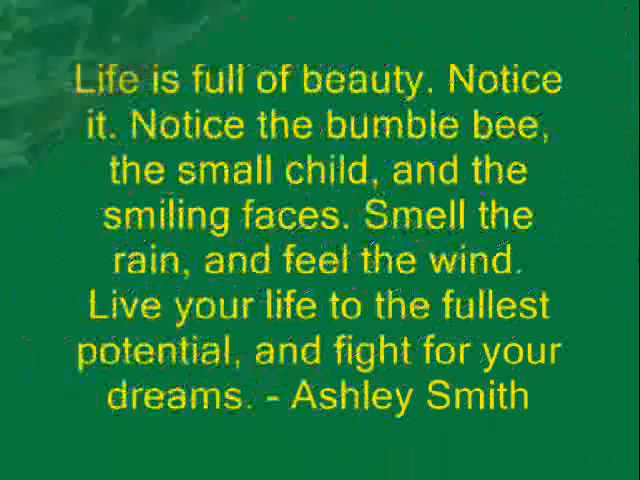 Life is full of beauty. Notice
it. Notice the bumble bee,
the small child, and the
smiling faces. Smell the
rain, and feel the wind.
Live your life to the fullest
potential, and fight for your
dreams. - Ashley Smith